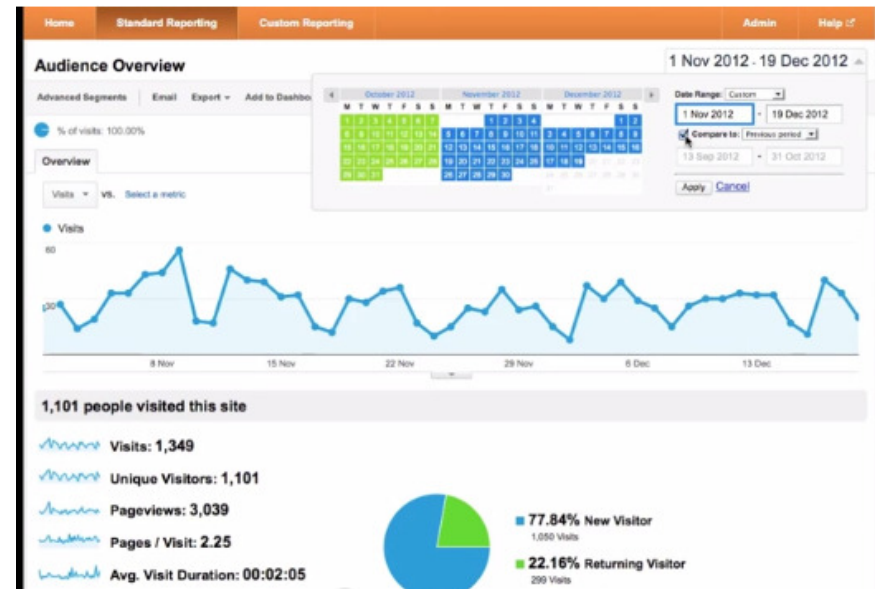 Home Standard Reporting Custom Reporting Admin Help
Audience Overview 1 Nov 2012 - 19 Dec 2012
Advanced Segments Email Export Add to Dashbo
October 2012 November 2012 December 2012 Date Range: Custom
M T W T F S S M T W T F S S M T W T F S S
1 Nov 2012 - 19 Dec 2012
% of visits: 100.00%
Compare to: Previous period
Overview
13 Sep 2012 - 31 Oct 2012
Visits VS. Select a metric
Apply Cancel
Visits
60
30
8 Nov 15 Nov 22 Nov 29 Nov 6 Dec 13 Dec
1,101 people visited this site
Visits: 1,349
Unique Visitors: 1,101
Pageviews: 3,039
Pages / Visit: 2.25
Avg. Visit Duration: 00:02:05
77.84% New Visitor
1,050 Visits
22.16% Returning Visitor
299 Visits